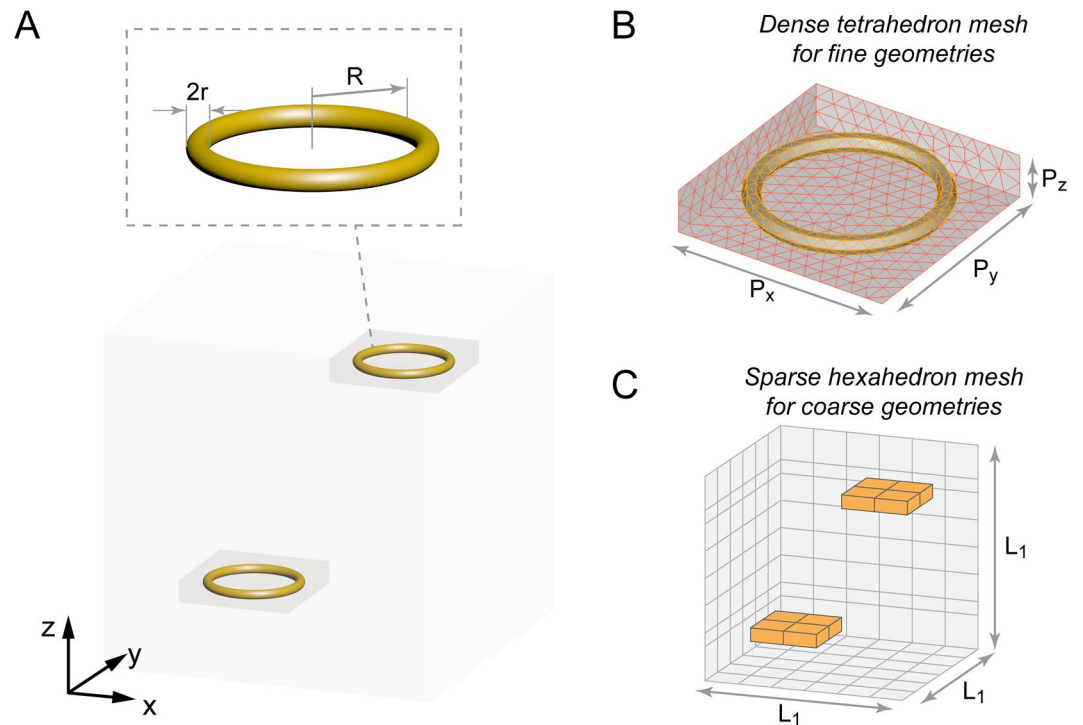 A
2r
R
z
y
x
B
Dense tetrahedron mesh
for fine geometries
Pz
Py
Px
C
Sparse hexahedron mesh
for coarse geometries
L1
L1
L1